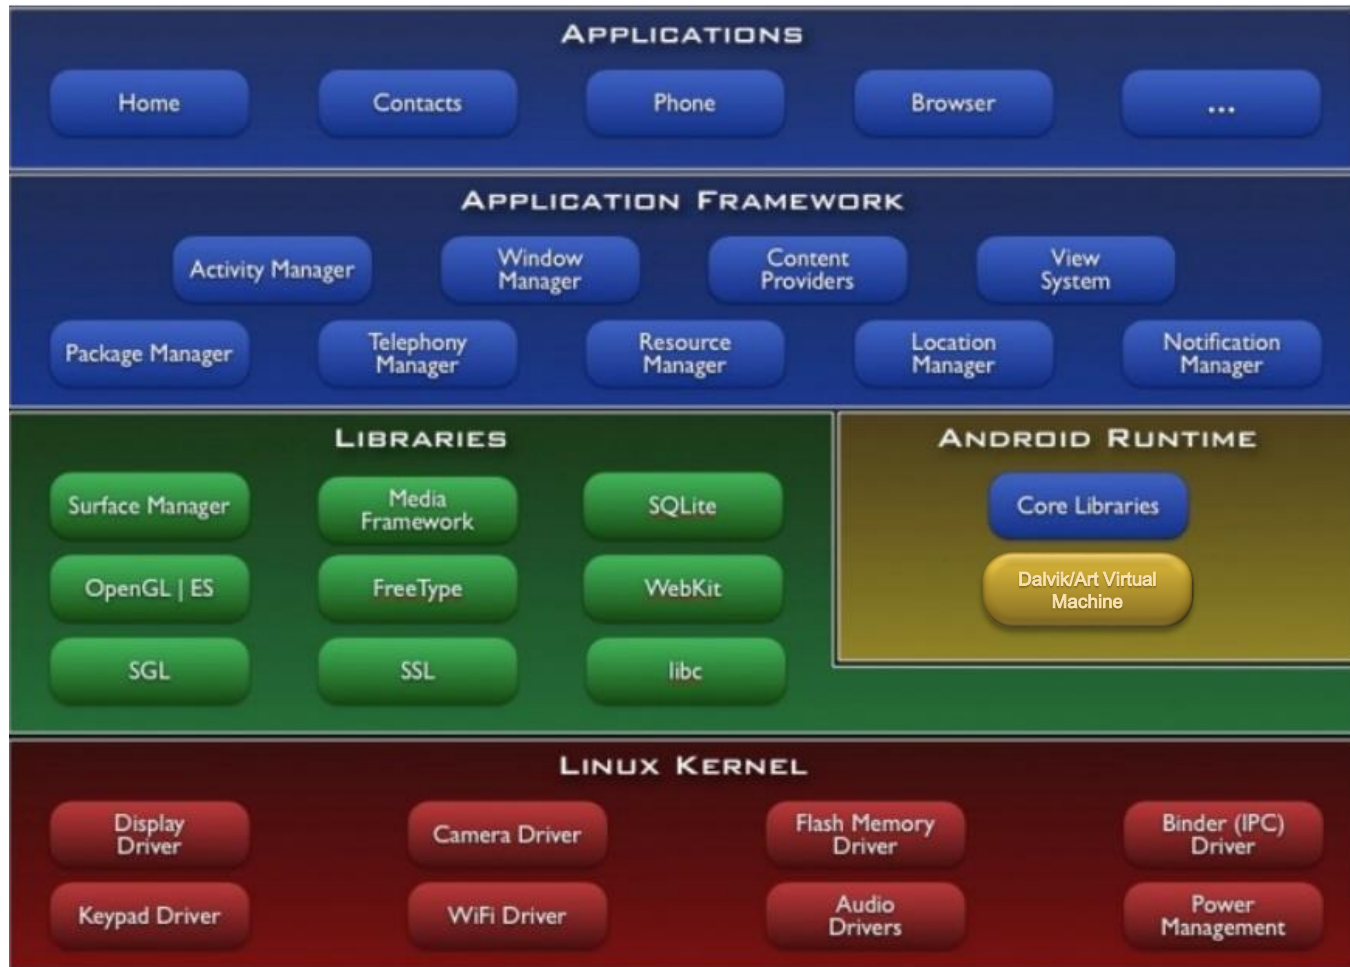 APPLICATIONS
Home
Contacts
Phone
Browser
...
APPLICATION FRAMEWORK
Activity Manager
Window
Manager
Content
Providers
View
System
Package Manager
Telephony
Manager
Resource
Manager
Location
Manager
Notification
Manager
LIBRARIES
Surface Manager
Media
Framework
SQLite
OpenGL | ES
FreeType
WebKit
SGL
SSL
libc
ANDROID RUNTIME
Core Libraries
Dalvik/Art Virtual
Machine
LINUX KERNEL
Display
Driver
Camera Driver
Flash Memory
Driver
Binder (IPC)
Driver
Keypad Driver
WiFi Driver
Audio
Drivers
Power
Management